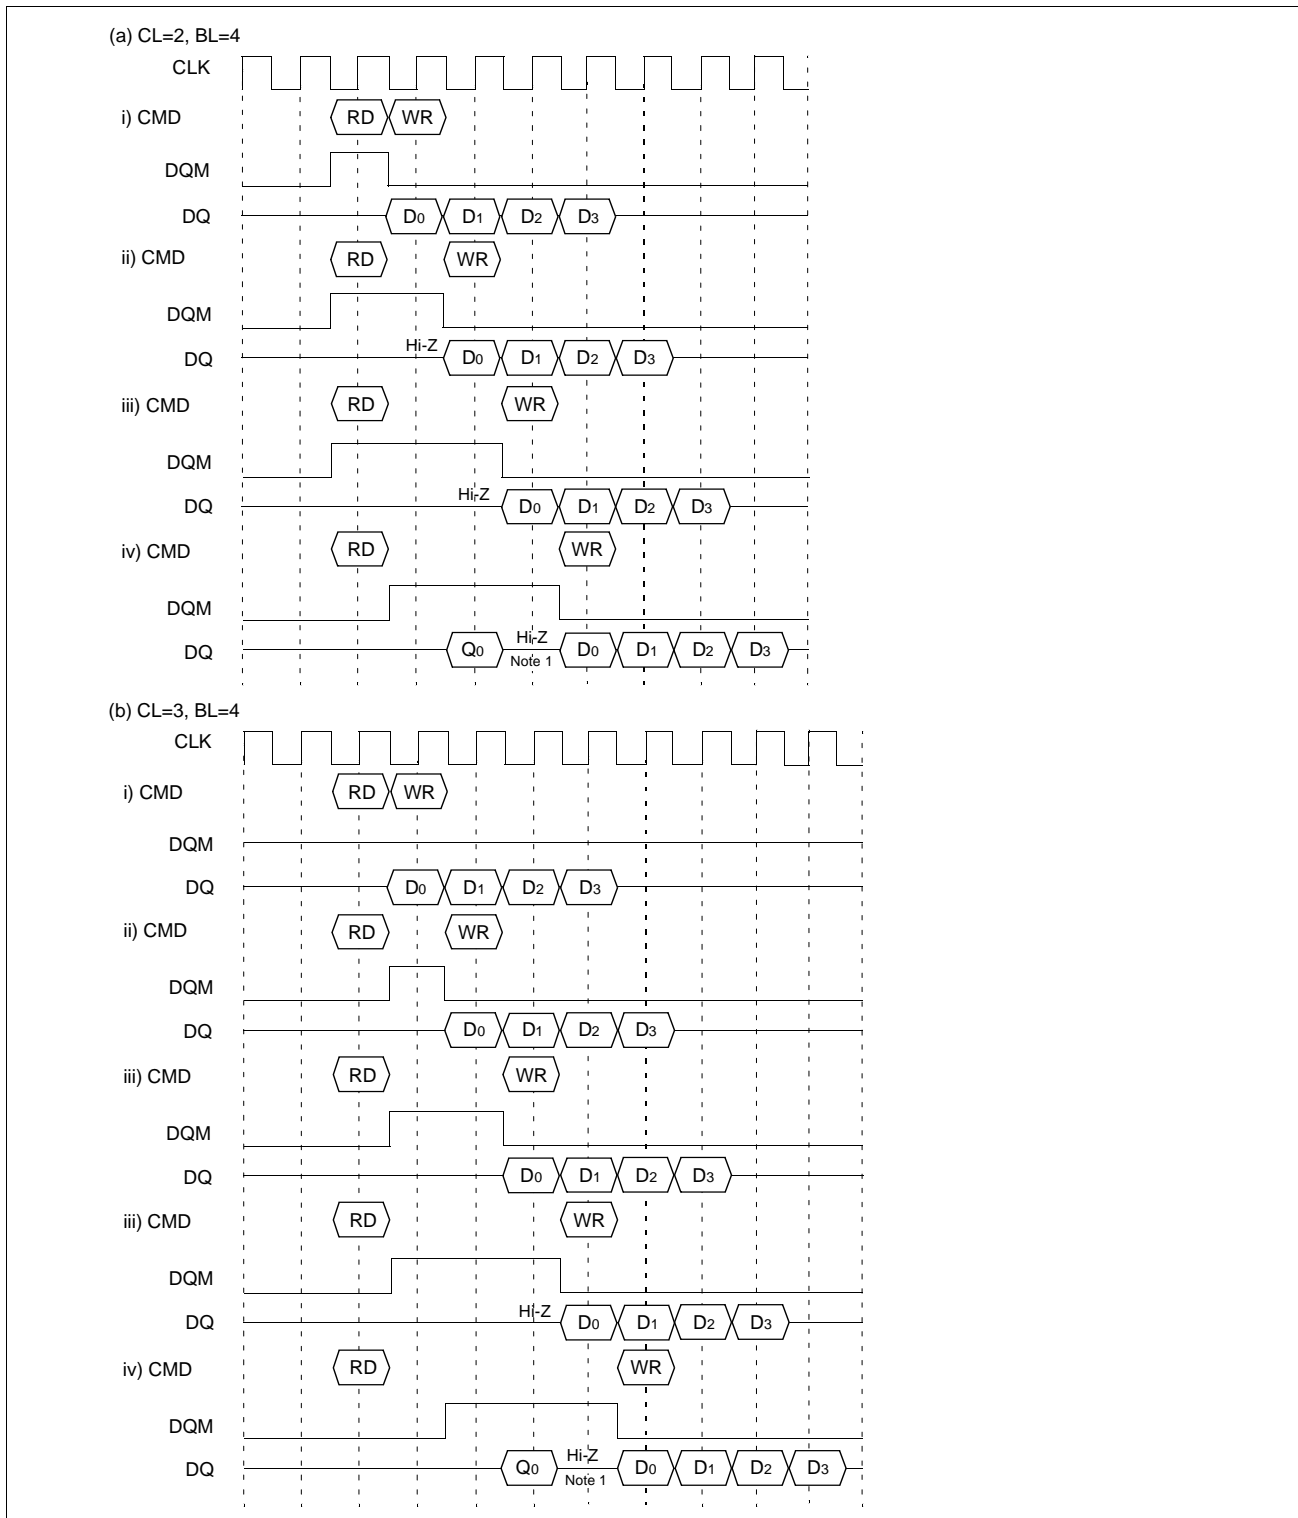 (a) CL=2, BL=4
CLK
i) CMD RD WR
DQM
DQ D0 D1 D2 D3
ii) CMD RD WR
DQM
DQ Hi-Z D0 D1 D2 D3
iii) CMD RD WR
DQM
DQ Hi-Z D0 D1 D2 D3
iv) CMD RD WR
DQM
DQ Q0 Hi-Z D0 D1 D2 D3
Note 1
(b) CL=3, BL=4
CLK
i) CMD RD WR
DQM
DQ D0 D1 D2 D3
ii) CMD RD WR
DQM
DQ D0 D1 D2 D3
iii) CMD RD WR
DQM
DQ D0 D1 D2 D3
iii) CMD RD WR
DQM
DQ Hi-Z D0 D1 D2 D3
iv) CMD RD WR
DQM
DQ Q0 Hi-Z D0 D1 D2 D3
Note 1